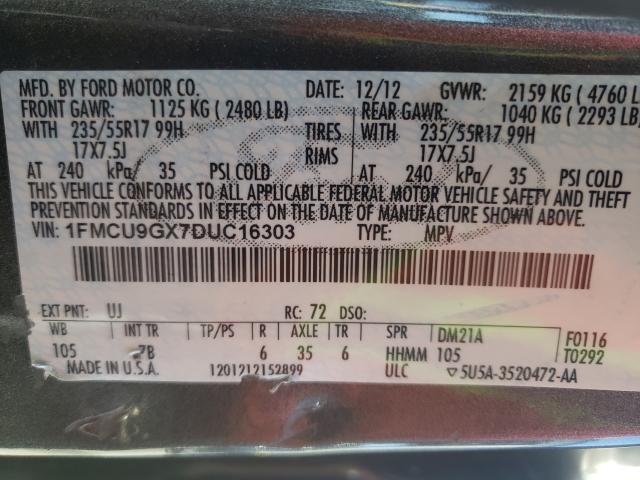 MFD. BY FORD MOTOR CO. DATE: 12/12 GVWR: 2159 KG ( 4760 L
FRONT GAWR: 1125 KG ( 2480 LB) REAR GAWR: 1040 KG ( 2293 LB)
WITH 235/55R17 99H TIRES WITH 235/55R17 99H
17X7.5J RIMS 17X7.5J
AT 240 kPa/ 35 PSI COLD AT 240 kPa/ 35 PSI COLD
THIS VEHICLE CONFORMS TO ALL APPLICABLE FEDERAL MOTOR VEHICLE SAFETY AND THEFT
PREVENTION STANDARDS IN EFFECT ON THE DATE OF MANUFACTURE SHOWN ABOVE.
VIN: 1FMCU9GX7DUC16303 TYPE: MPV
EXT PNT: UJ RC: 72 DSO:
WB INT TR TP/PS R AXLE TR SPR DM21A F0116
105 7B 6 35 6 HHMM 105 T0292
MADE IN U.S.A. 1201212152899 ULC ▽5U5A-3520472-AA